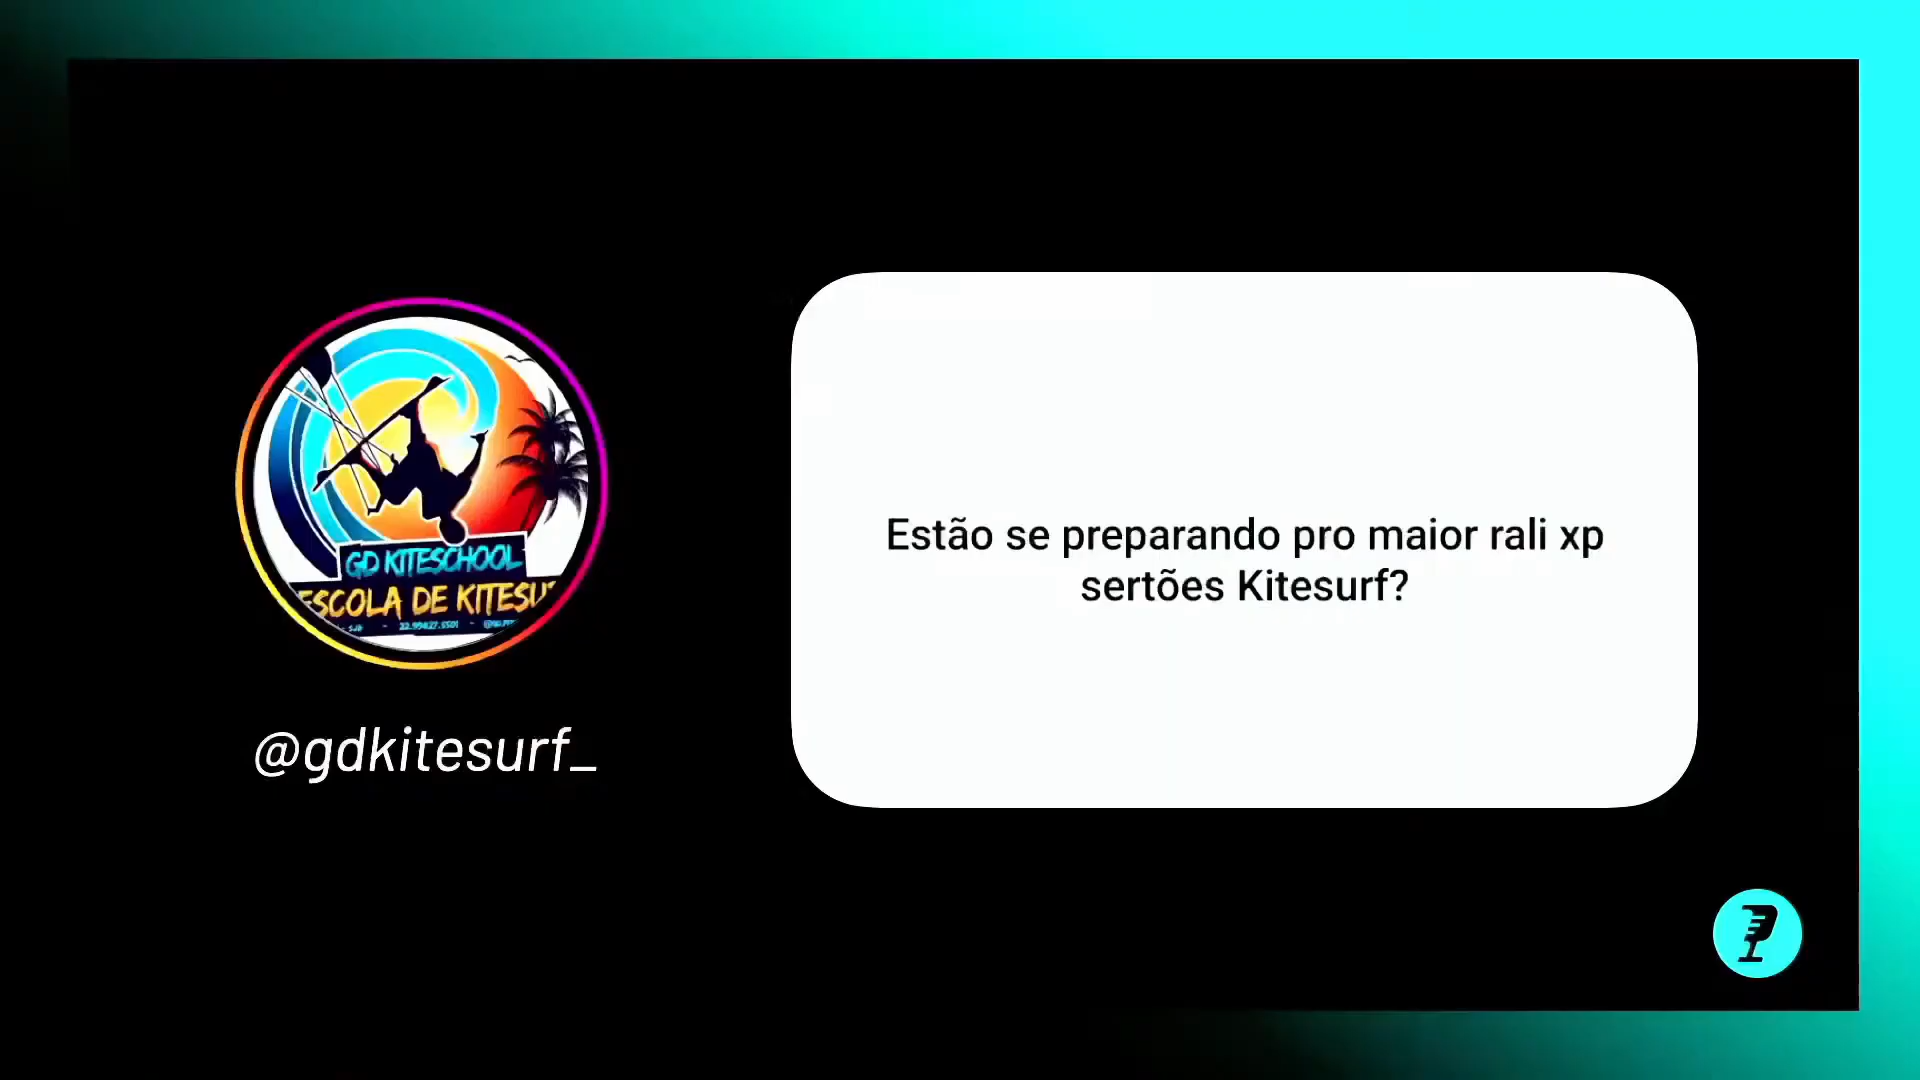 GD KITESCHOOL
ESCOLA DE KITESU
@gdkitesurf_
Estão se preparando pro maior rali xp
sertões Kitesurf?